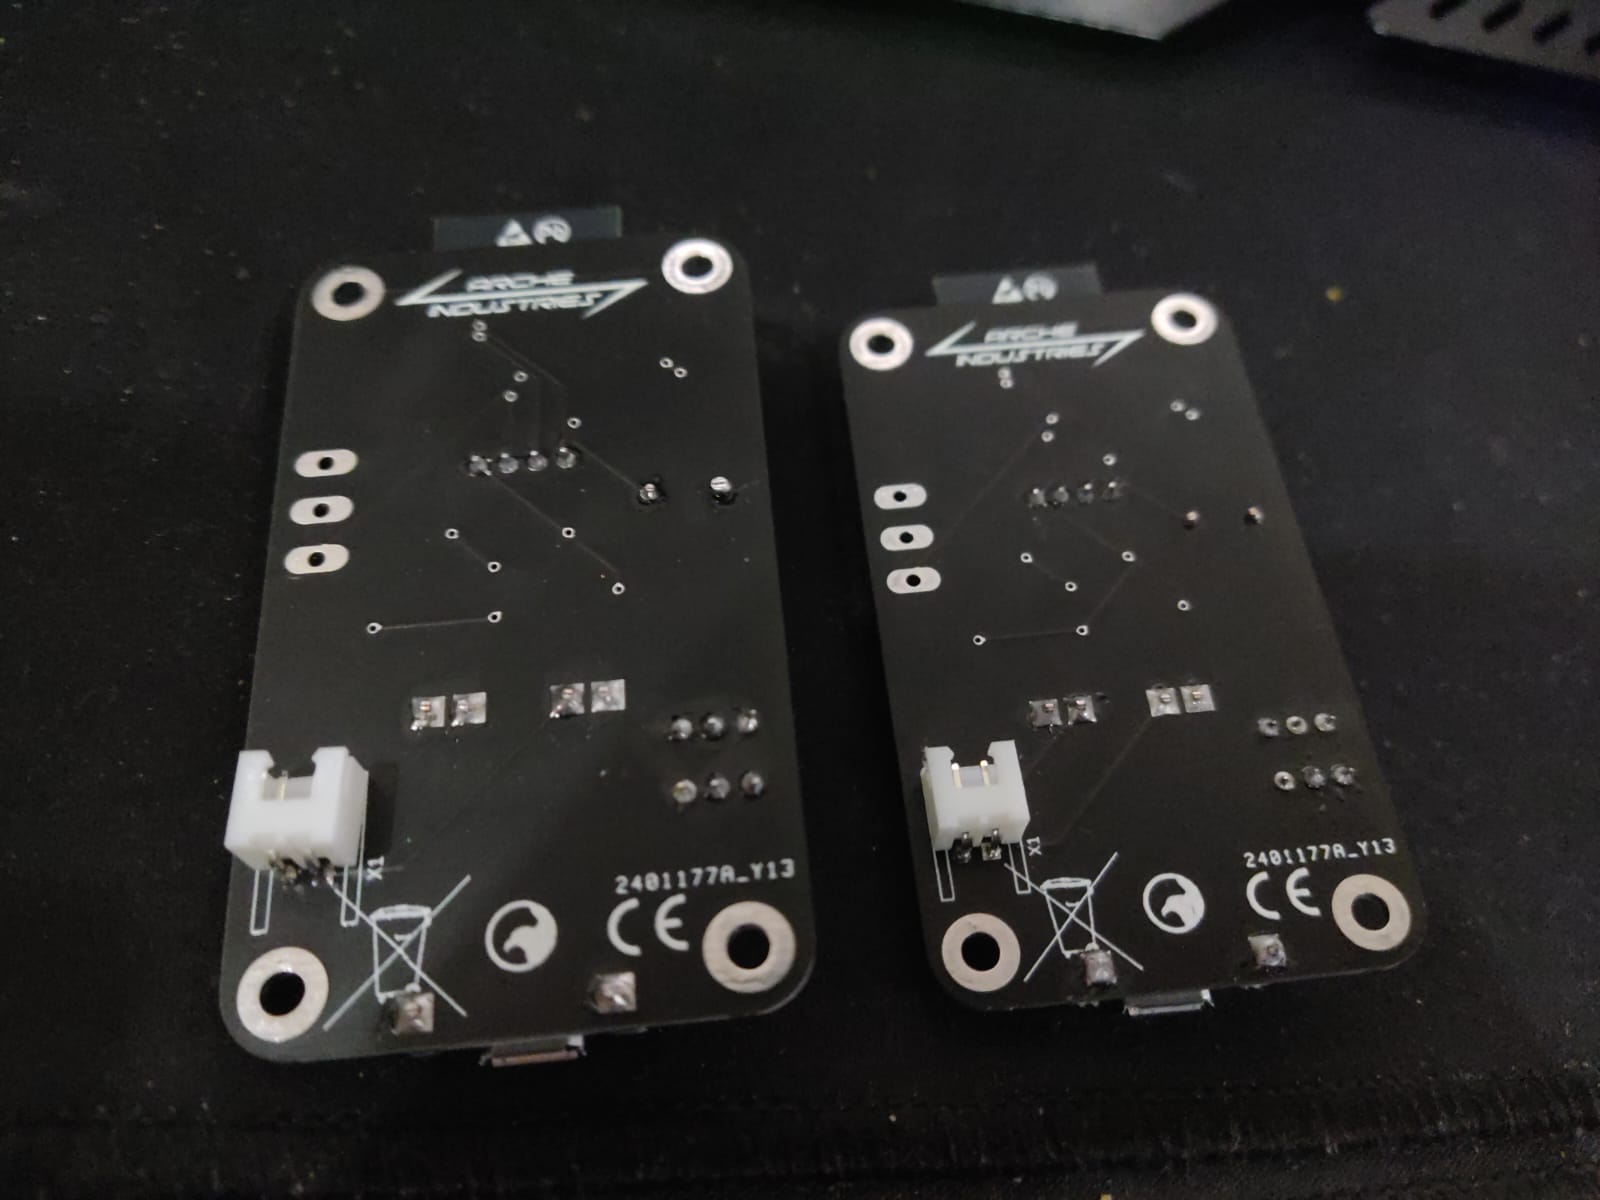 ARCHE
INDUSTRIES
X1
2401177A_Y13
CE
ARCHE
INDUSTRIES
X1
2401177A_Y13
CE